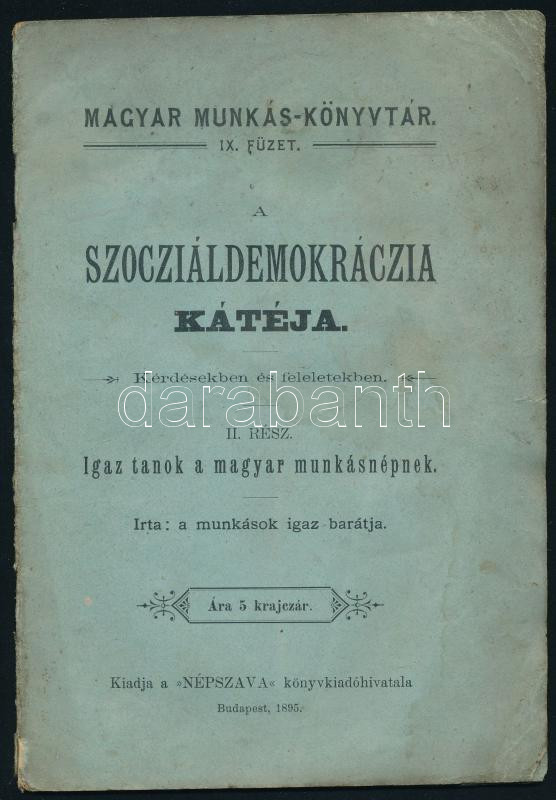 MAGYAR MUNKÁS-KÖNYVTÁR.
IX. FÜZET.
A
SZOCZIÁLDEMOKRÁCZIA
KÁTÉJA.
Kérdésekben és feleletekben.
darabanth
II. RÉSZ.
Igaz tanok a magyar munkásnépnek.
Irta: a munkások igaz barátja.
Ára 5 krajczár.
Kiadja a »NÉPSZAVA« könyvkiadóhivatala
Budapest, 1895.